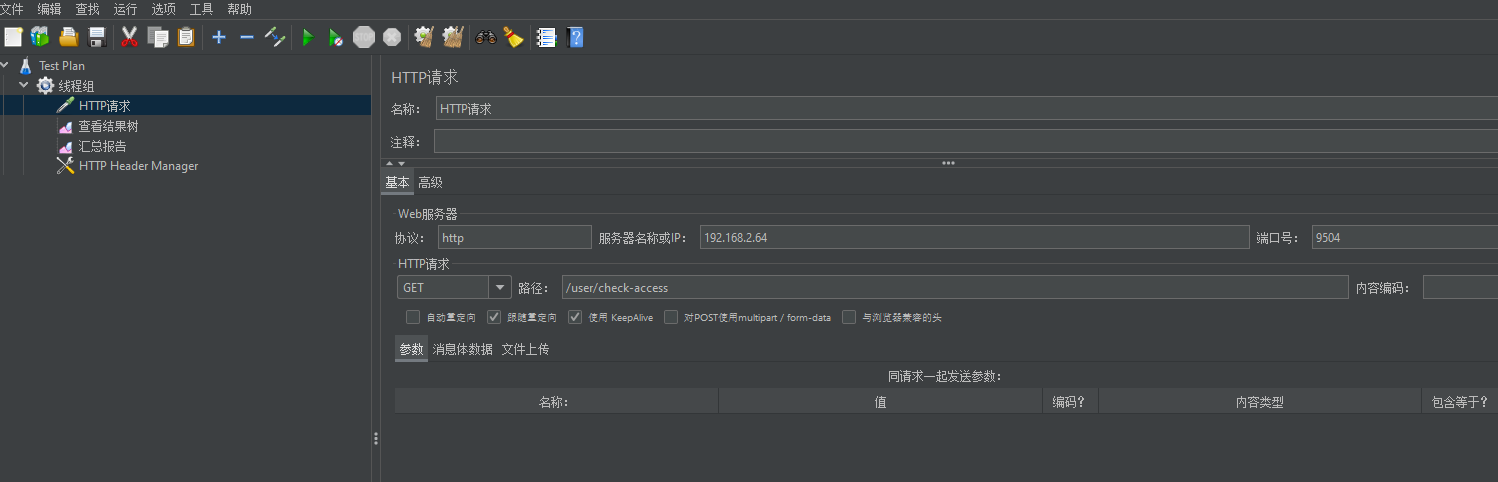 文件 编辑 查找 运行 选项 工具 帮助
Test Plan
线程组
HTTP请求
查看结果树
汇总报告
HTTP Header Manager
HTTP请求
名称： HTTP请求
注释：
基本 高级
Web服务器
协议： http 服务器名称或IP： 192.168.2.64 端口号： 9504
HTTP请求
GET 路径： /user/check-access 内容编码：
自动重定向 跟随重定向 使用 KeepAlive 对POST使用multipart / form-data 与浏览器兼容的头
参数 消息体数据 文件上传
同请求一起发送参数：
名称： 值 编码？ 内容类型 包含等于？